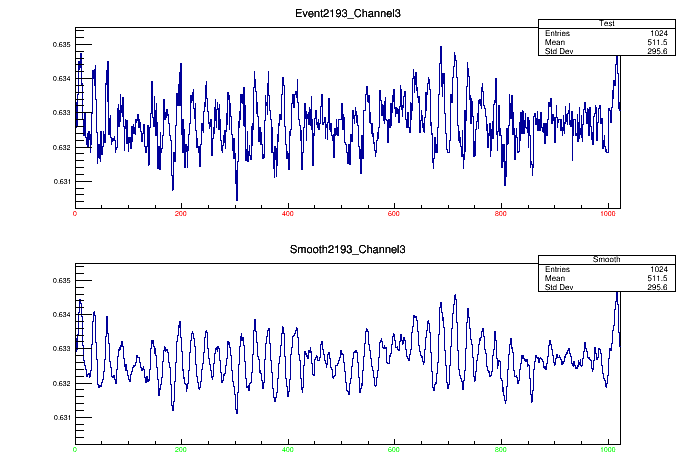 Event2193_Channel3
Test
Entries 1024
Mean 511.5
Std Dev 295.6
0.635
0.634
0.633
0.632
0.631
0 200 400 600 800 1000
Smooth2193_Channel3
Smooth
Entries 1024
Mean 511.5
Std Dev 295.6
0.635
0.634
0.633
0.632
0.631
0 200 400 600 800 1000